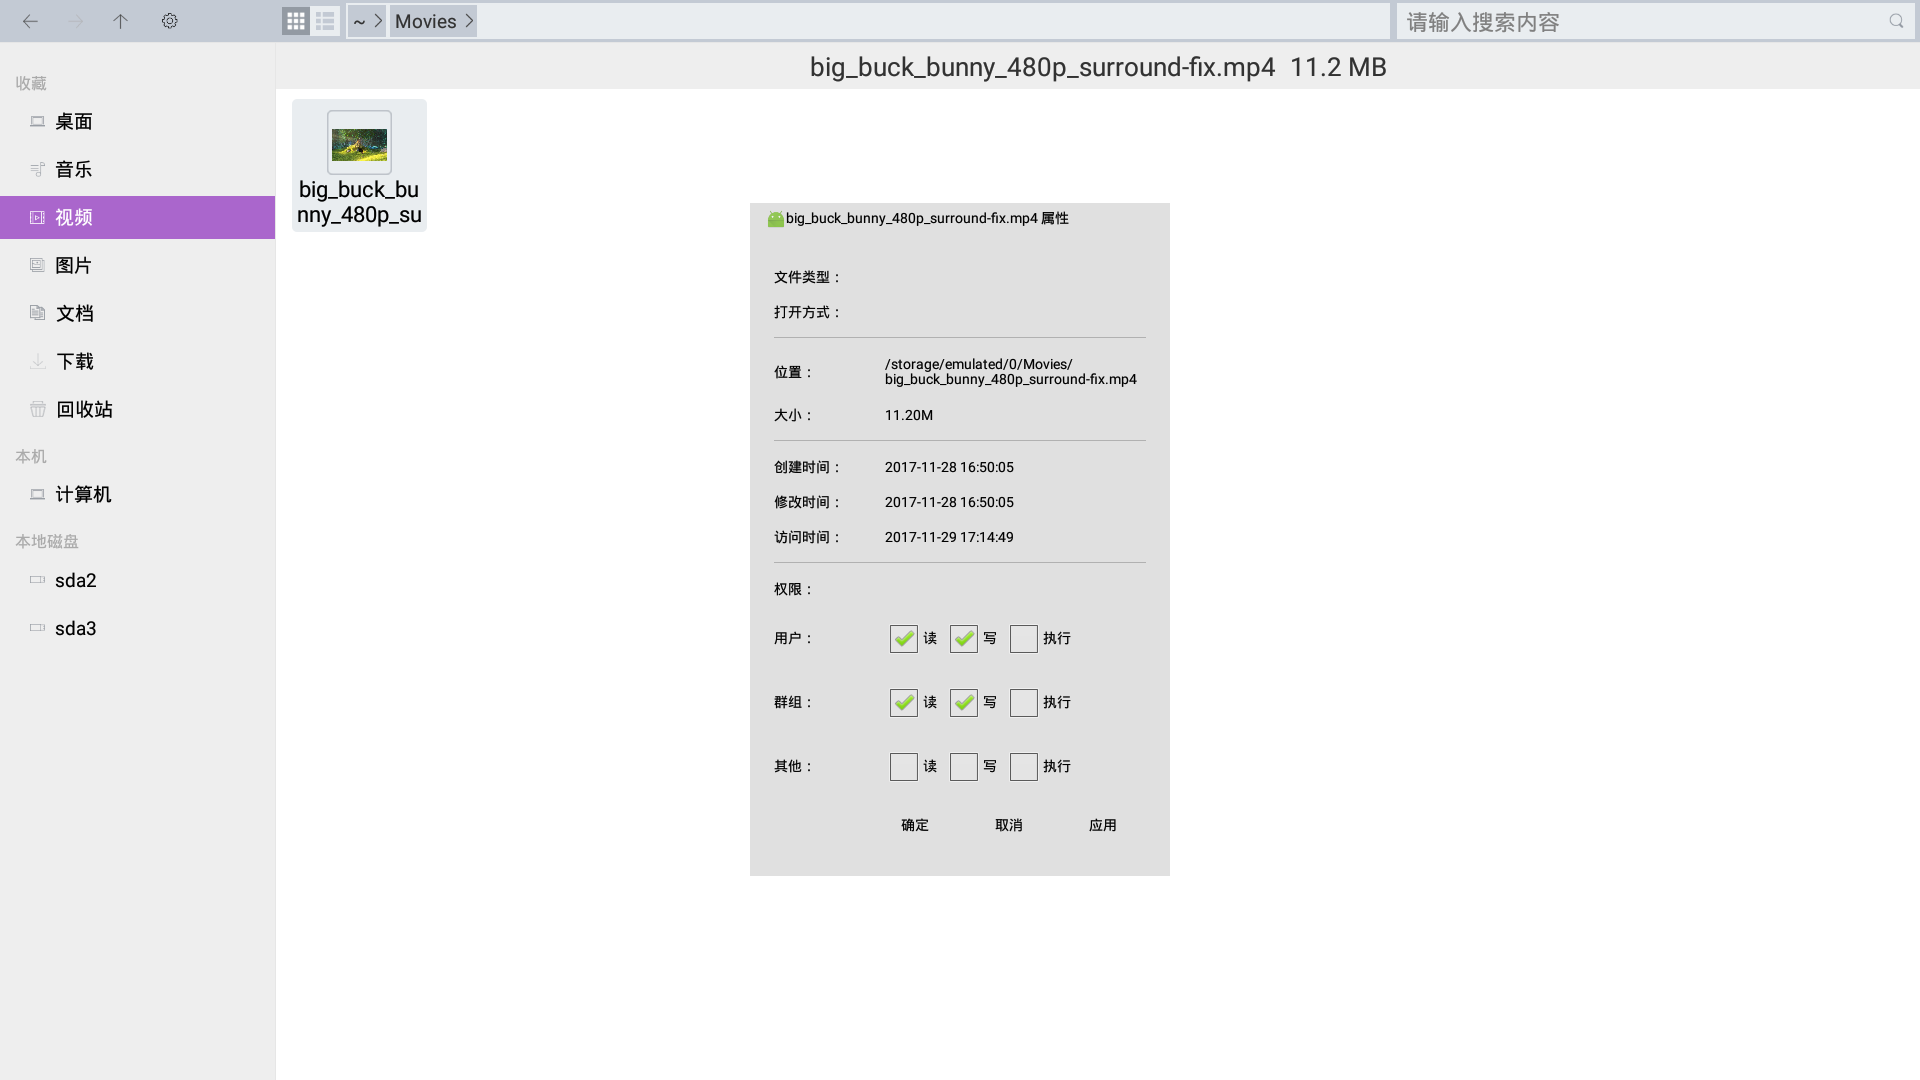 ~
Movies
请输入搜索内容
big_buck_bunny_480p_surround-fix.mp4 11.2 MB
收藏
桌面
音乐
视频
图片
文档
下载
回收站
本机
计算机
本地磁盘
sda2
sda3
big_buck_bu
nny_480p_su
big_buck_bunny_480p_surround-fix.mp4 属性
文件类型：
打开方式：
位置： /storage/emulated/0/Movies/
big_buck_bunny_480p_surround-fix.mp4
大小： 11.20M
创建时间： 2017-11-28 16:50:05
修改时间： 2017-11-28 16:50:05
访问时间： 2017-11-29 17:14:49
权限：
用户： 读 写 执行
群组： 读 写 执行
其他： 读 写 执行
确定 取消 应用